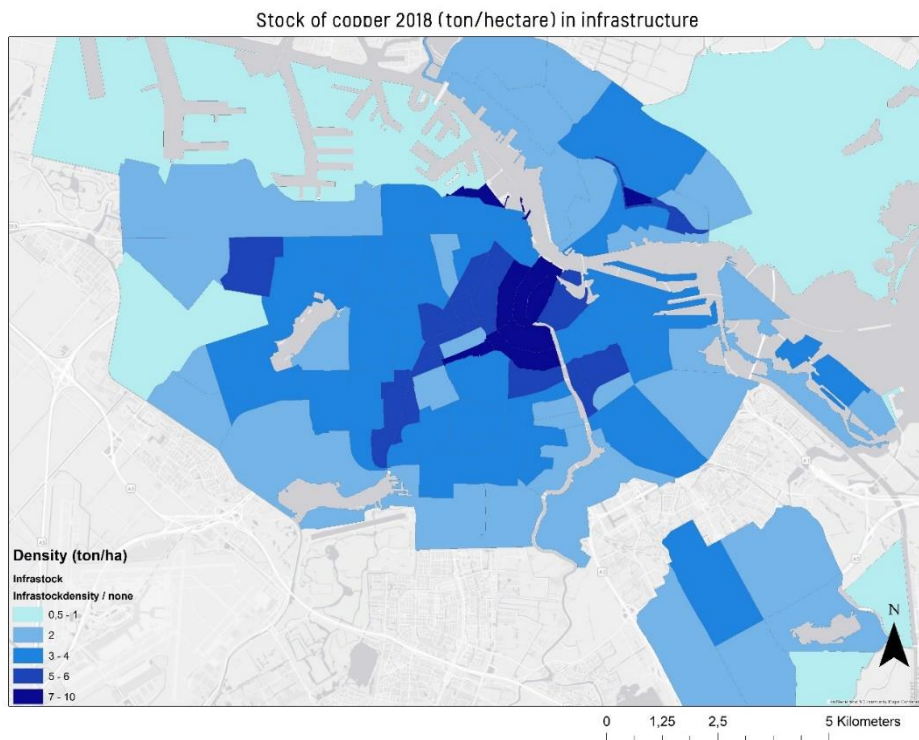 Stock of copper 2018 (ton/hectare) in infrastructure
Density (ton/ha)
Infrastock
Infrastockdensity / none
0,5 - 1
2
3 - 4
5 - 6
7 - 10
N
0 1,25 2,5 5 Kilometers